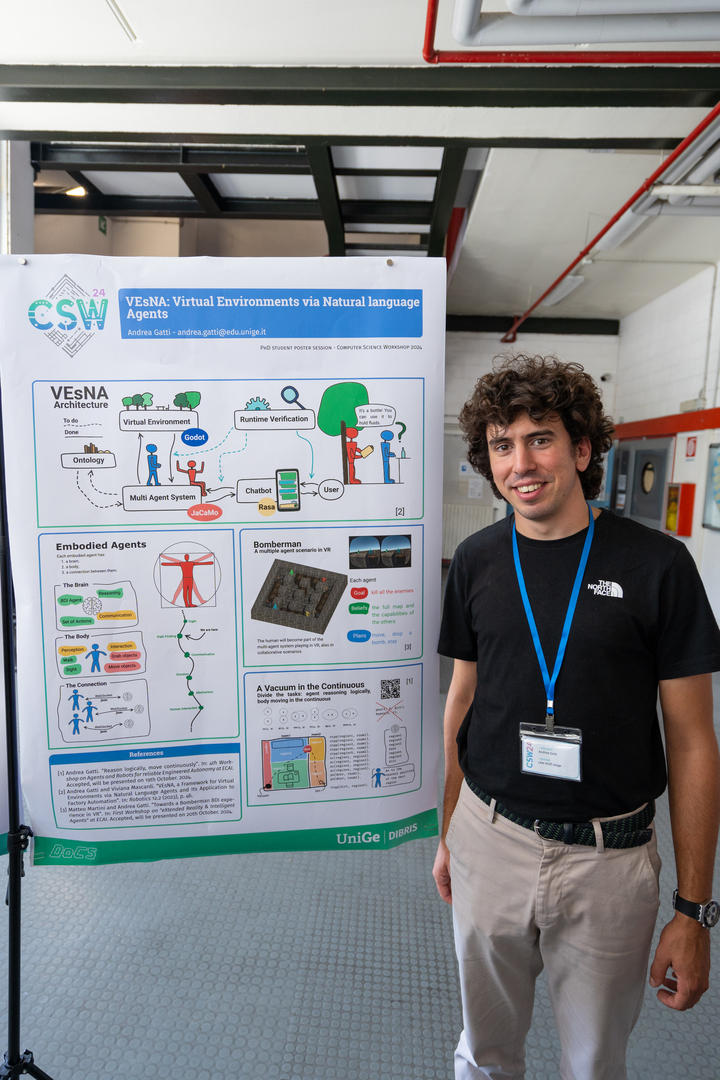 24
CSW
VEsNA: Virtual Environments via Natural language
Agents
Andrea Gatti - andrea.gatti@edu.unige.it
PhD student poster session - Computer Science Workshop 2024
VEsNA
Architecture
To do
Done
Virtual Environment
Runtime Verification
It's a bottle! You
can use it to
hold fluids.
?
Godot
Ontology
Multi Agent System
Chatbot
User
JaCaMo
Rasa
[2]
Embodied Agents
Each embodied agent has:
1. a brain,
2. a body,
3. a connection between them.
The Brain
BDI Agent
Reasoning
Set of Actions
Communication
The Body
Perception
Interaction
Walk
Grab objects
Sight
Move objects
The Connection
We are here
Bomberman
A multiple agent scenario in VR
Each agent
Goal
kill all the enemies
Beliefs
the full map and
the capabilities of
the others
Plans
move, drop a
bomb, stay
The human will become part of the
multi-agent system playing in VR, also in
collaborative scenarios.
[3]
A Vacuum in the Continuous
[1]
Divide the tasks: agent reasoning logically,
body moving in the continuous
References
[1] Andrea Gatti. "Reason logically, move continuously". In: 4th Work-
shop on Agents and Robots for reliable Engineered Autonomy at ECAI.
Accepted, will be presented on 19th October. 2024.
[2] Andrea Gatti and Viviana Mascardi. "VEsNA, a Framework for Virtual
Environments via Natural Language Agents and Its Application to
Factory Automation". In: Robotics 12.2 (2023), p. 46.
[3] Matteo Martini and Andrea Gatti. "Towards a Bomberman BDI expe-
rience in VR". In: First Workshop on "eXtended Reality & Intelligent
Agents" at ECAI. Accepted, will be presented on 20th October. 2024.
DoCS
UniGe | DIBRIS
THE
NORTH
FACE
CSW24
Andrea Gatti